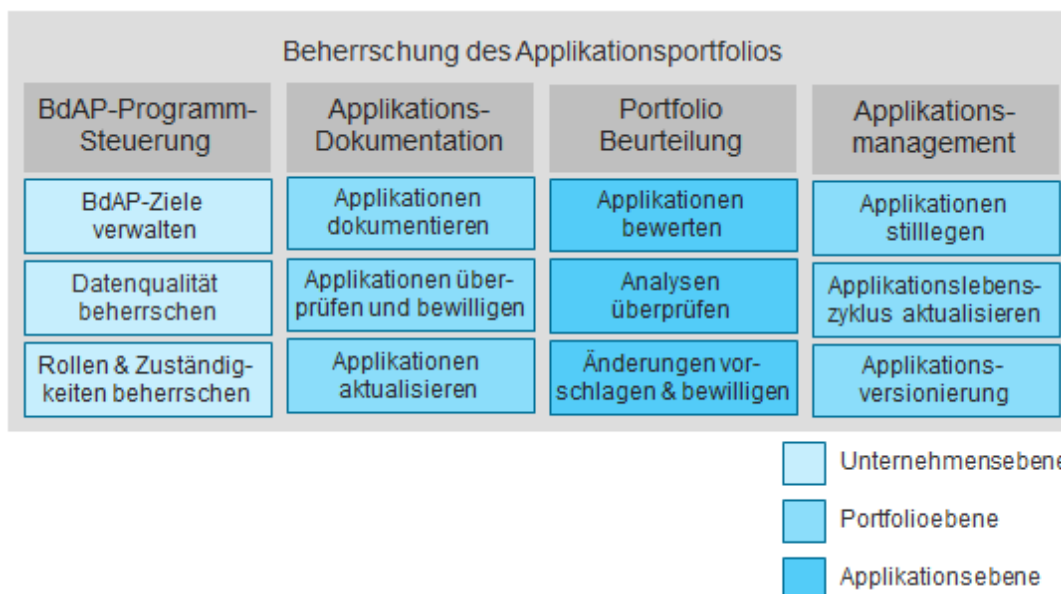 Beherrschung des Applikationsportfolios
BdAP-Programm-
Steuerung
Applikations-
Dokumentation
Portfolio
Beurteilung
Applikations-
management
BdAP-Ziele
verwalten
Applikationen
dokumentieren
Applikationen
bewerten
Applikationen
stilllegen
Datenqualität
beherrschen
Applikationen über-
prüfen und bewilligen
Analysen
überprüfen
Applikationslebens-
zyklus aktualisieren
Rollen & Zuständig-
keiten beherrschen
Applikationen
aktualisieren
Änderungen vor-
schlagen & bewilligen
Applikations-
versionierung
Unternehmensebene
Portfolioebene
Applikationsebene